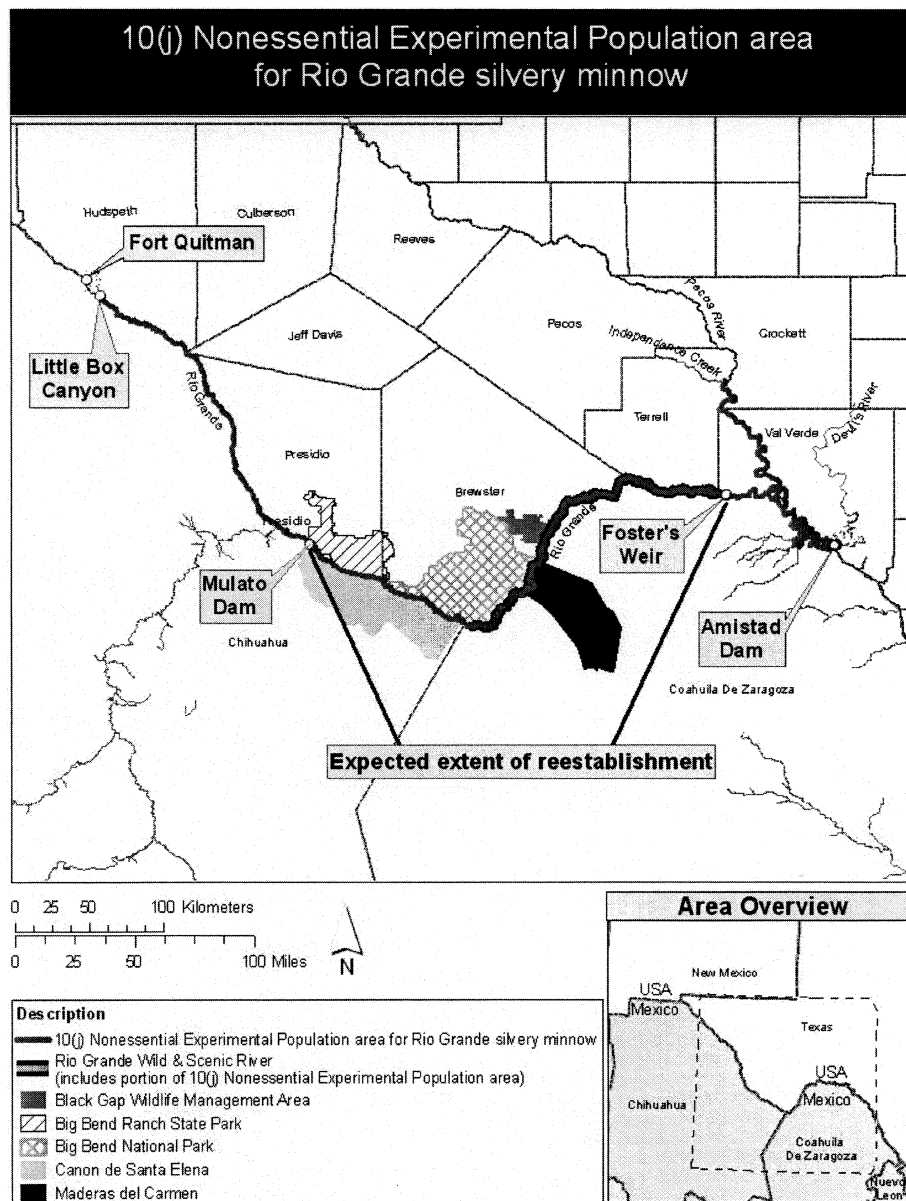 10(j) Nonessential Experimental Population area
for Rio Grande silvery minnow
Hudspeth
Culberson
Reeves
Fort Quitman
Jeff Davis
Pecos
Pecos River
Crockett
Independance Creek
Little Box
Canyon
Rio Grande
Terrell
Val Verde
Devil's River
Presidio
Brewster
Presidio
Rio Grande
Foster's
Weir
Mulato
Dam
Chihuahua
Amistad
Dam
Coahuila De Zaragoza
Expected extent of reestablishment
0 25 50 100 Kilometers
0 25 50 100 Miles
N
Area Overview
New Mexico
USA
Mexico
Texas
USA
Mexico
Chihuahua
Coahuila
De Zaragoza
Nuevo
Leon
Description
10(j) Nonessential Experimental Population area for Rio Grande silvery minnow
Rio Grande Wild & Scenic River
(includes portion of 10(j) Nonessential Experimental Population area)
Black Gap Wildlife Management Area
Big Bend Ranch State Park
Big Bend National Park
Canon de Santa Elena
Maderas del Carmen